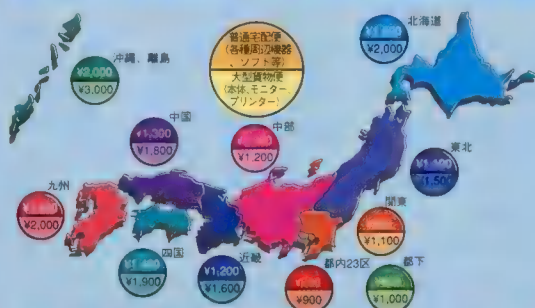 沖縄、離島
¥2,000
¥3,000
普通宅配便
(各種周辺機器
、ソフト等)
大型貨物便
(本体、モニター、
プリンター)
北海道
¥2,000
中国
¥1,300
¥1,800
中部
¥1,200
東北
¥1,500
九州
¥2,000
関東
¥1,100
四国
¥1,900
近畿
¥1,200
¥1,600
都内23区
¥900
都下
¥1,000